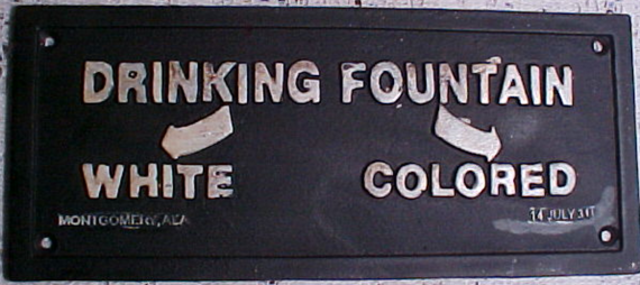 DRINKING FOUNTAIN
WHITE COLORED
MONTGOMERY, ALA 14 JULY 31